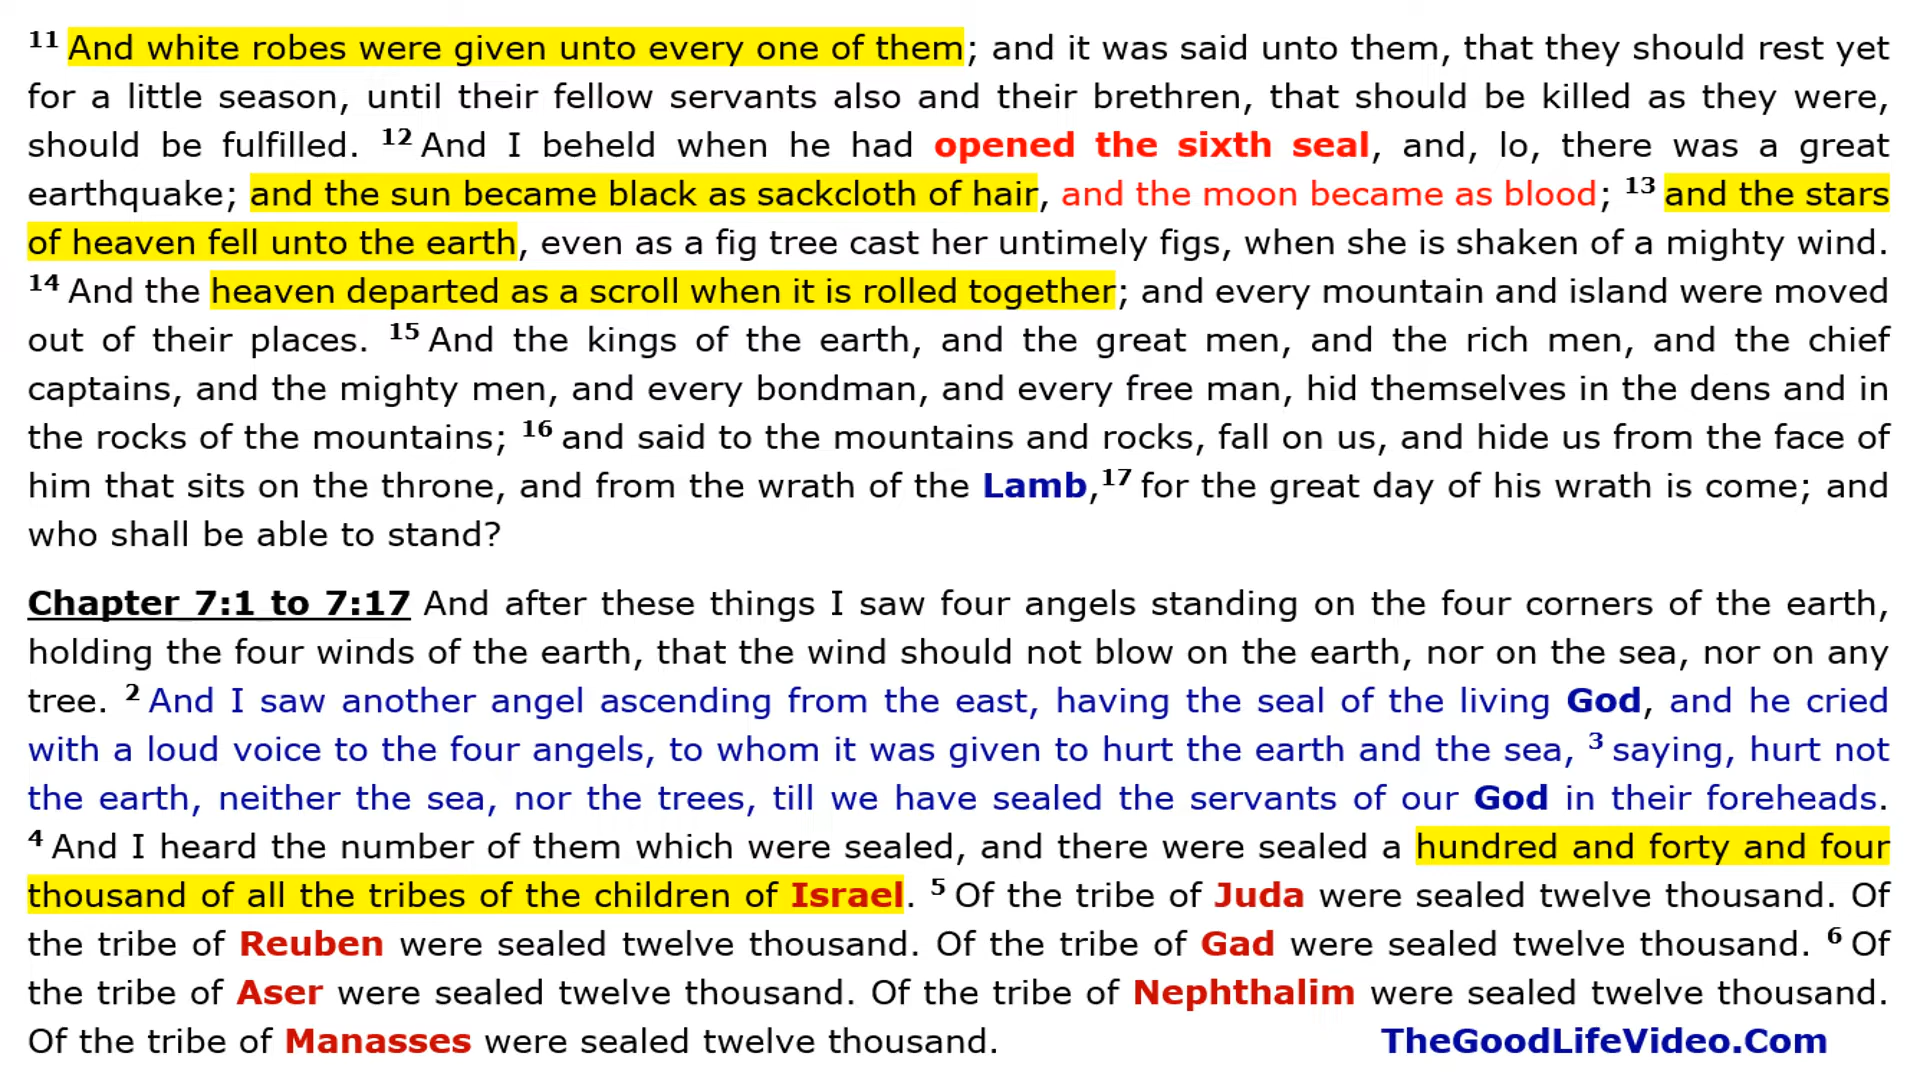 11 And white robes were given unto every one of them; and it was said unto them, that they should rest yet
for a little season, until their fellow servants also and their brethren, that should be killed as they were,
should be fulfilled. 12 And I beheld when he had opened the sixth seal, and, lo, there was a great
earthquake; and the sun became black as sackcloth of hair, and the moon became as blood; 13 and the stars
of heaven fell unto the earth, even as a fig tree cast her untimely figs, when she is shaken of a mighty wind.
14 And the heaven departed as a scroll when it is rolled together; and every mountain and island were moved
out of their places. 15 And the kings of the earth, and the great men, and the rich men, and the chief
captains, and the mighty men, and every bondman, and every free man, hid themselves in the dens and in
the rocks of the mountains; 16 and said to the mountains and rocks, fall on us, and hide us from the face of
him that sits on the throne, and from the wrath of the Lamb,17 for the great day of his wrath is come; and
who shall be able to stand?
Chapter 7:1 to 7:17 And after these things I saw four angels standing on the four corners of the earth,
holding the four winds of the earth, that the wind should not blow on the earth, nor on the sea, nor on any
tree. 2 And I saw another angel ascending from the east, having the seal of the living God, and he cried
with a loud voice to the four angels, to whom it was given to hurt the earth and the sea, 3 saying, hurt not
the earth, neither the sea, nor the trees, till we have sealed the servants of our God in their foreheads.
4 And I heard the number of them which were sealed, and there were sealed a hundred and forty and four
thousand of all the tribes of the children of Israel. 5 Of the tribe of Juda were sealed twelve thousand. Of
the tribe of Reuben were sealed twelve thousand. Of the tribe of Gad were sealed twelve thousand. 6 Of
the tribe of Aser were sealed twelve thousand. Of the tribe of Nephthalim were sealed twelve thousand.
Of the tribe of Manasses were sealed twelve thousand. TheGoodLifeVideo.Com